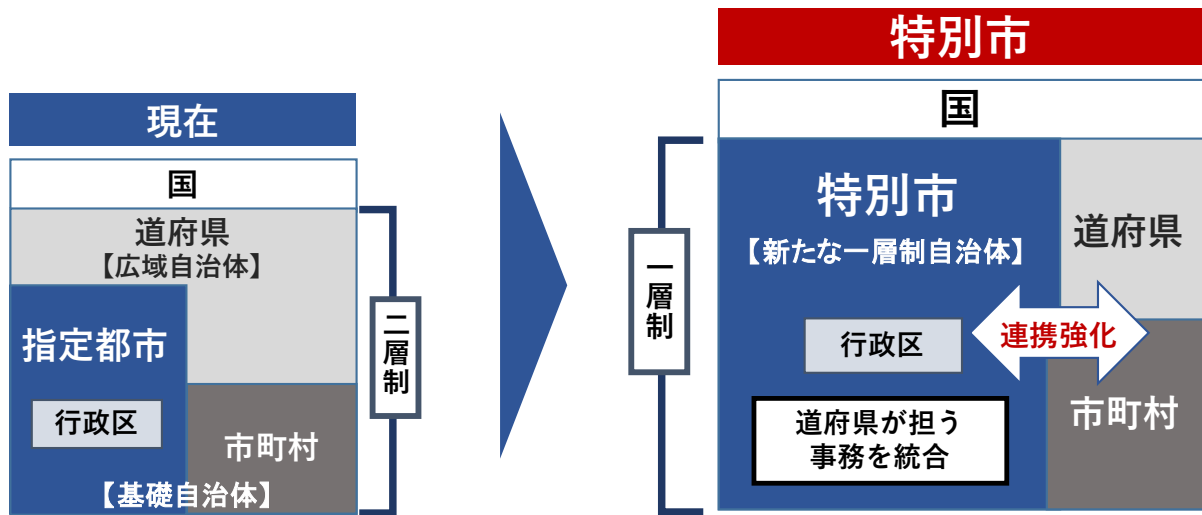 現在
国
道府県
【広域自治体】
指定都市
行政区
市町村
【基礎自治体】
二層制
特別市
国
特別市
【新たな一層制自治体】
行政区
道府県が担う
事務を統合
一層制
道府県
連携強化
市町村